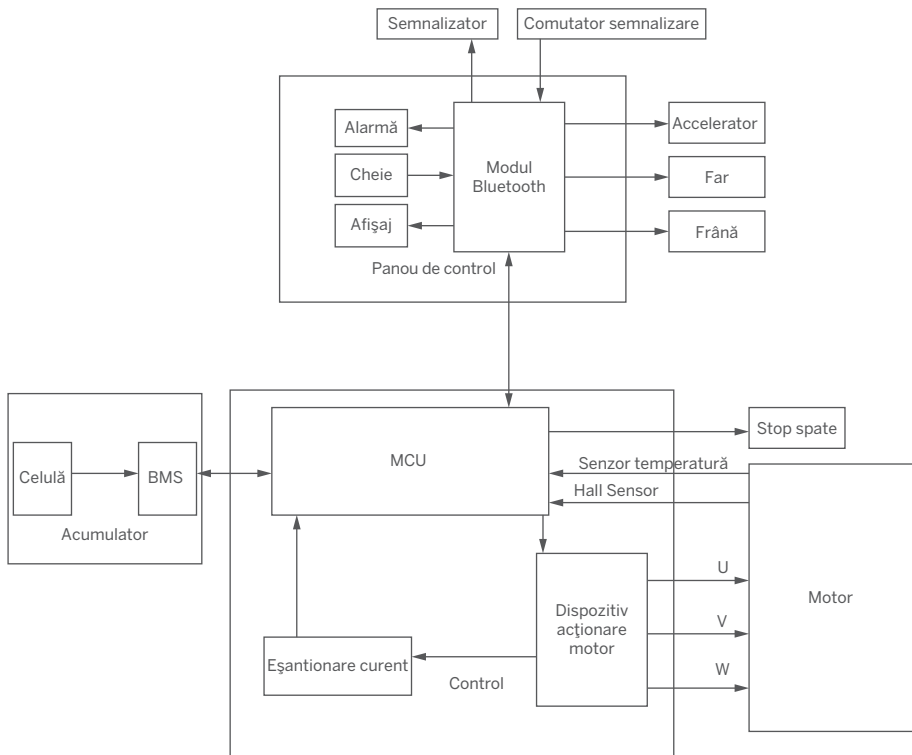 Semnalizator
Comutator semnalizare
Alarmă
Cheie
Afişaj
Modul
Bluetooth
Accelerator
Far
Frână
Panou de control
MCU
Stop spate
Celulă
BMS
Acumulator
Senzor temperatură
Hall Sensor
Dispozitiv
acţionare
motor
U
V
W
Motor
Eşantionare curent
Control